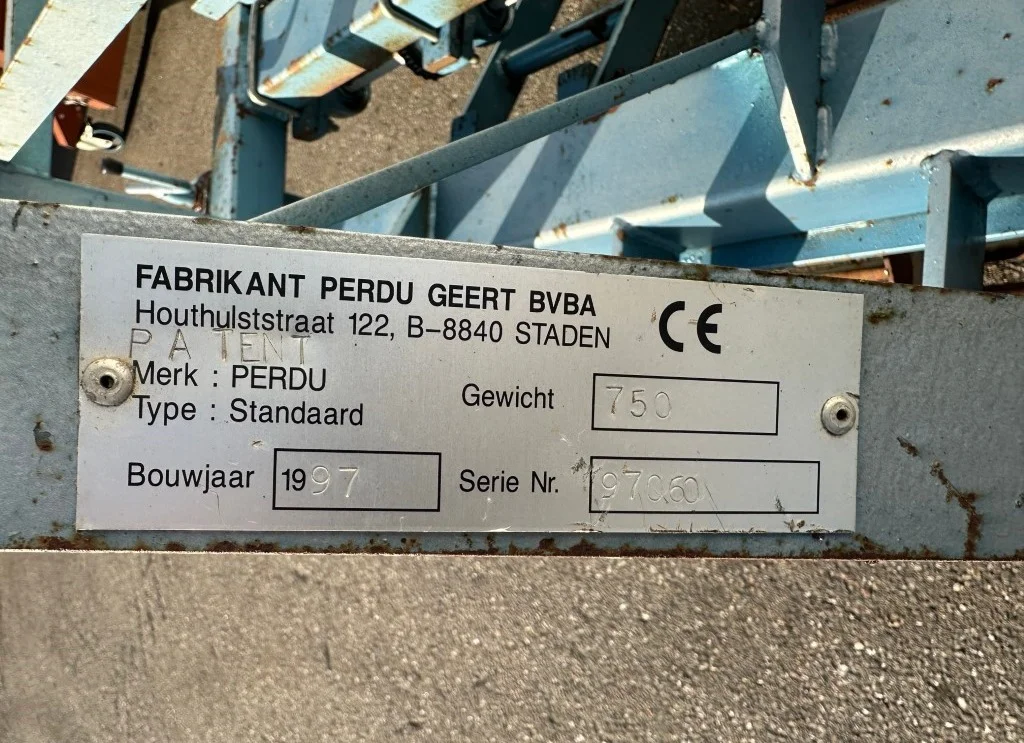 FABRIKANT PERDU GEERT BVBA
Houthulststraat 122, B-8840 STADEN
CE
PATENT
Merk : PERDU
Type : Standaard
Gewicht 750
Bouwjaar 1997
Serie Nr. 97060